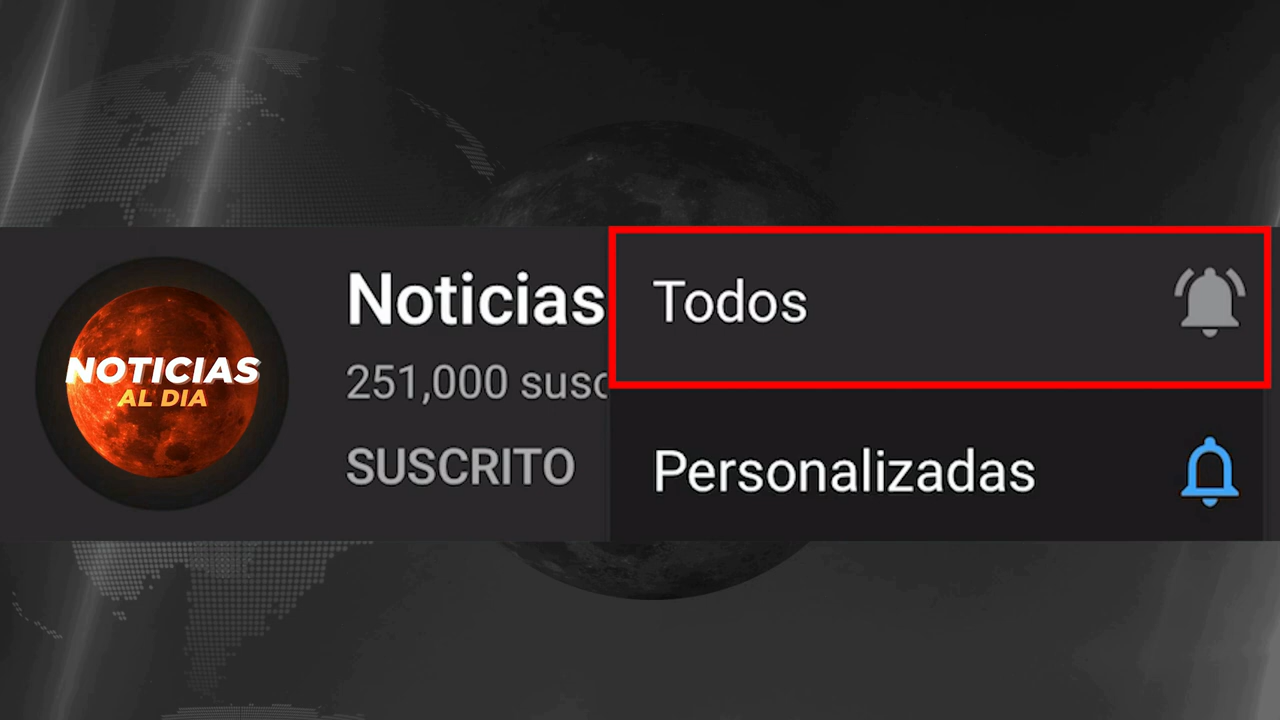 NOTICIAS
AL DIA
Noticias
251,000 susc
SUSCRITO
Todos
Personalizadas